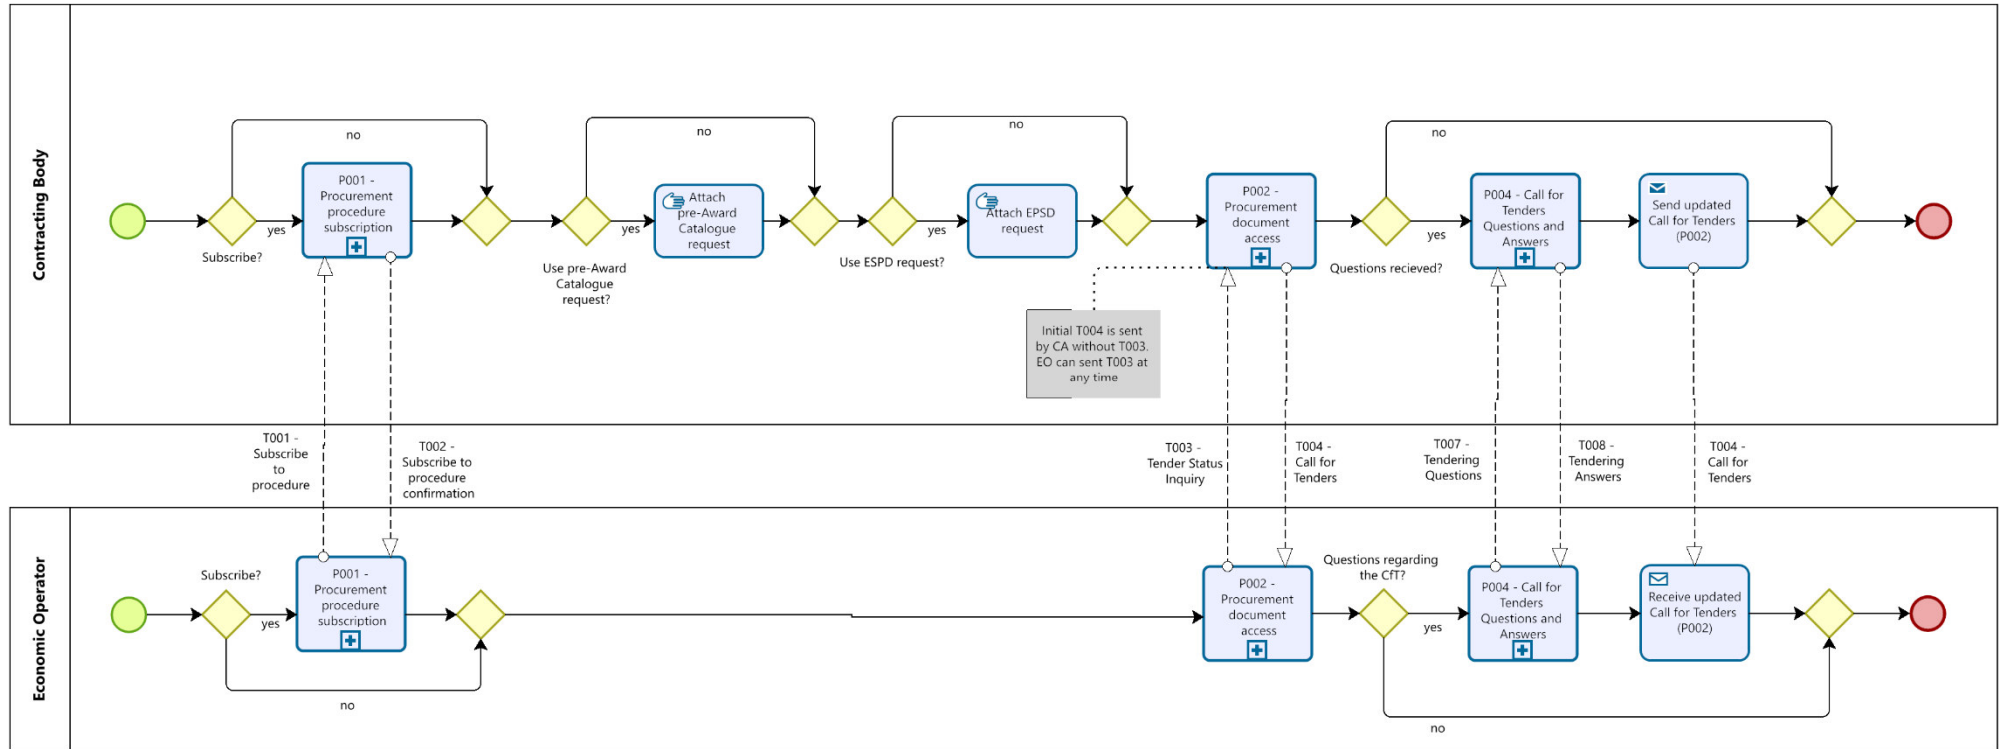 Contracting Body
no
no
no
no
P001 -
Procurement
procedure
subscription
yes
Subscribe?
Attach
pre-Award
Catalogue
request
yes
Use pre-Award
Catalogue
request?
Attach EPSD
request
yes
Use ESPD request?
P002 -
Procurement
document
access
Questions recieved?
yes
P004 - Call for
Tenders
Questions and
Answers
Send updated
Call for Tenders
(P002)
Initial T004 is sent
by CA without T003.
EO can sent T003 at
any time
T001 -
Subscribe
to
procedure
T002 -
Subscribe to
procedure
confirmation
T003 -
Tender Status
Inquiry
T004 -
Call for
Tenders
T007 -
Tendering
Questions
T008 -
Tendering
Answers
T004 -
Call for
Tenders
Economic Operator
Subscribe?
yes
P001 -
Procurement
procedure
subscription
no
P002 -
Procurement
document
access
Questions regarding
the CfT?
yes
P004 - Call for
Tenders
Questions and
Answers
Receive updated
Call for Tenders
(P002)
no